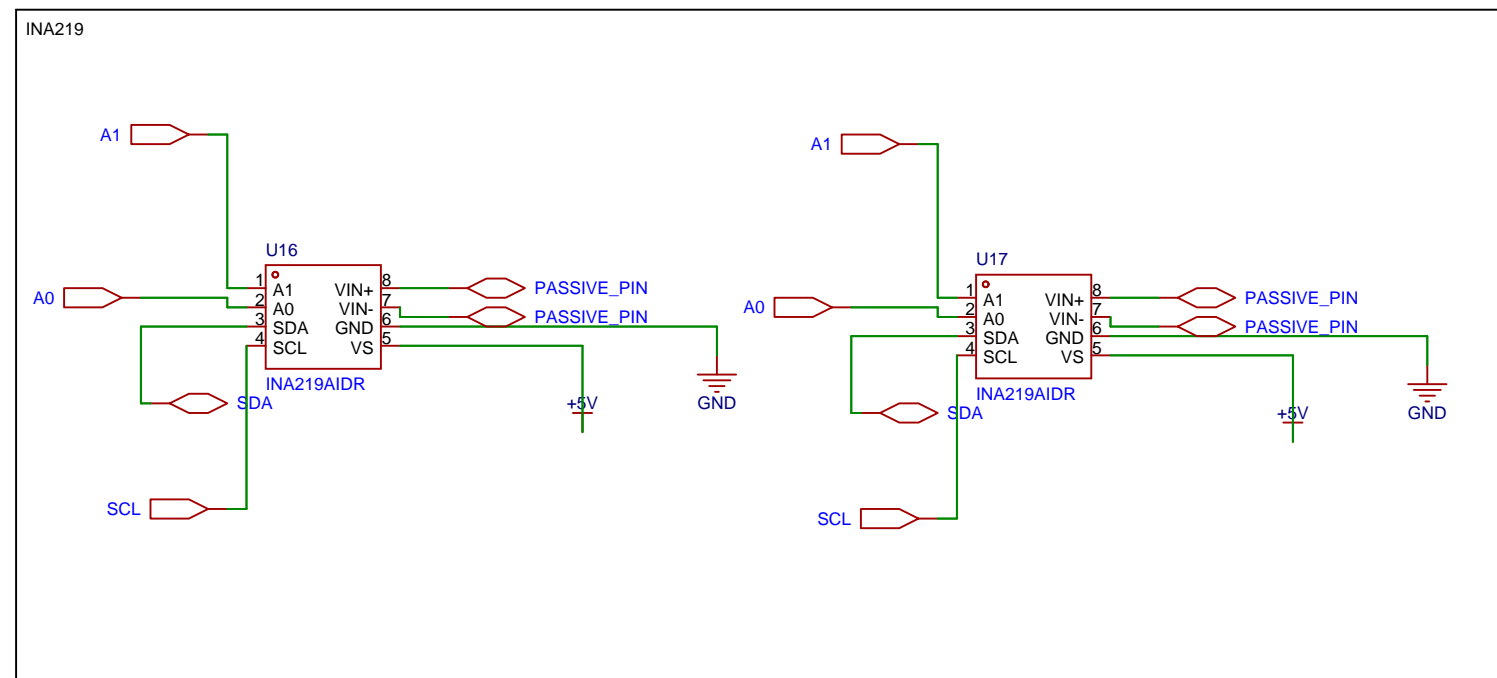 INA219
A1
U16
1 A1
2 A0
3 SDA
4 SCL
VIN+ 8
VIN- 7
GND 6
VS 5
INA219AIDR
A0
PASSIVE_PIN
PASSIVE_PIN
SDA
SCL
+5V
GND
A1
U17
1 A1
2 A0
3 SDA
4 SCL
VIN+ 8
VIN- 7
GND 6
VS 5
INA219AIDR
A0
PASSIVE_PIN
PASSIVE_PIN
SDA
SCL
+5V
GND